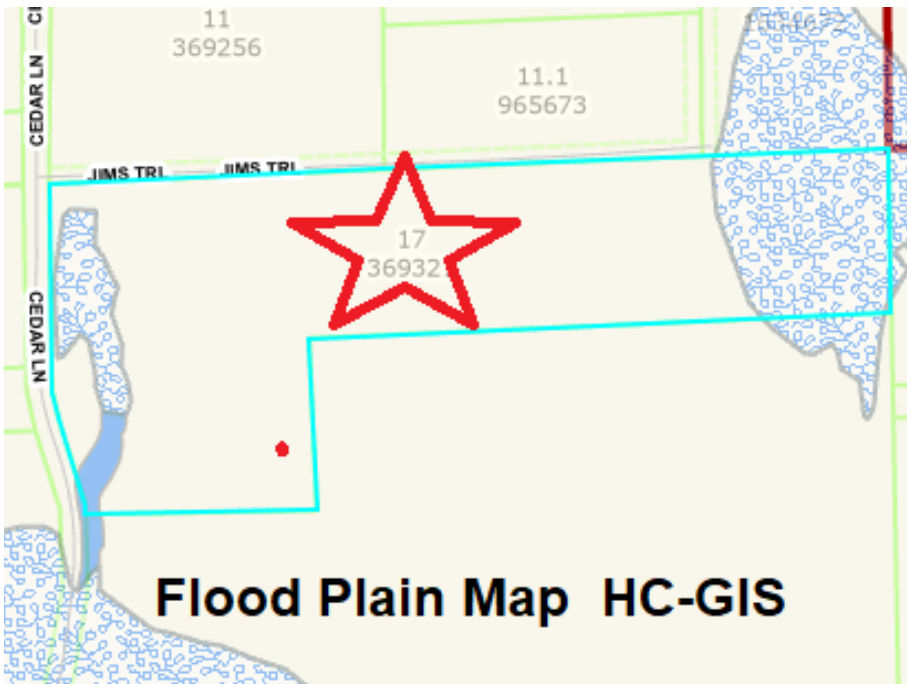 11
369256
11.1
965673
CEDAR LN
JIMS TRL JIMS TRL
17
CEDAR LN
Flood Plain Map HC-GIS